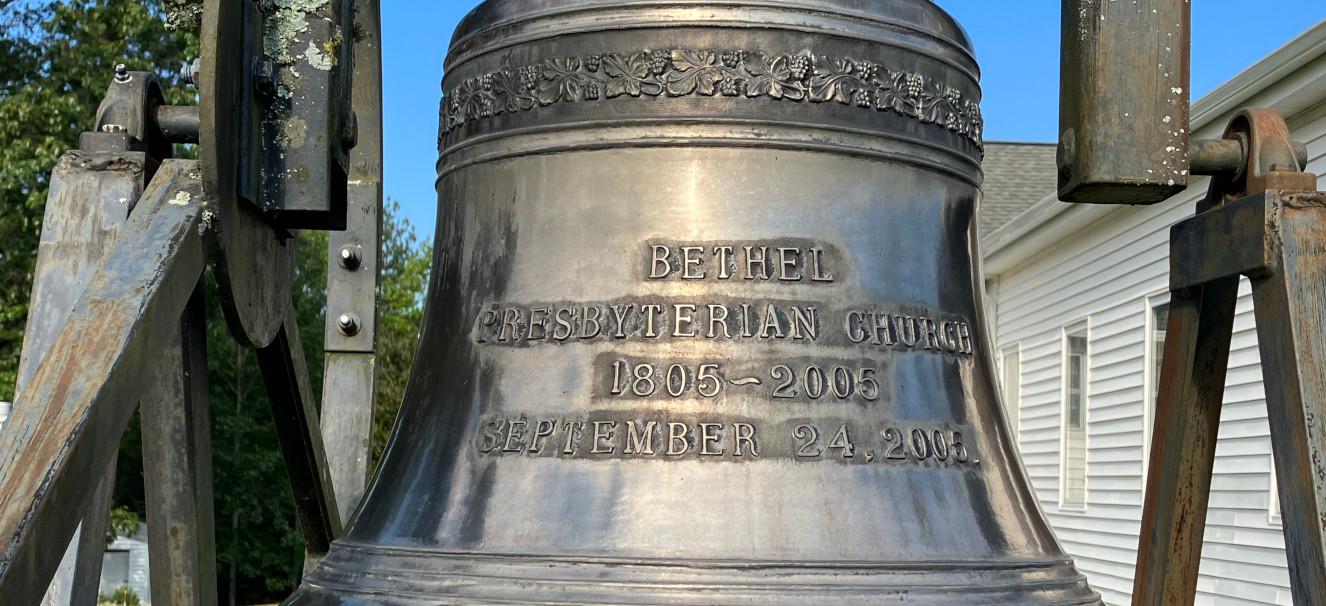 BETHEL
PRESBYTERIAN CHURCH
1805~2005
SEPTEMBER 24, 2005.